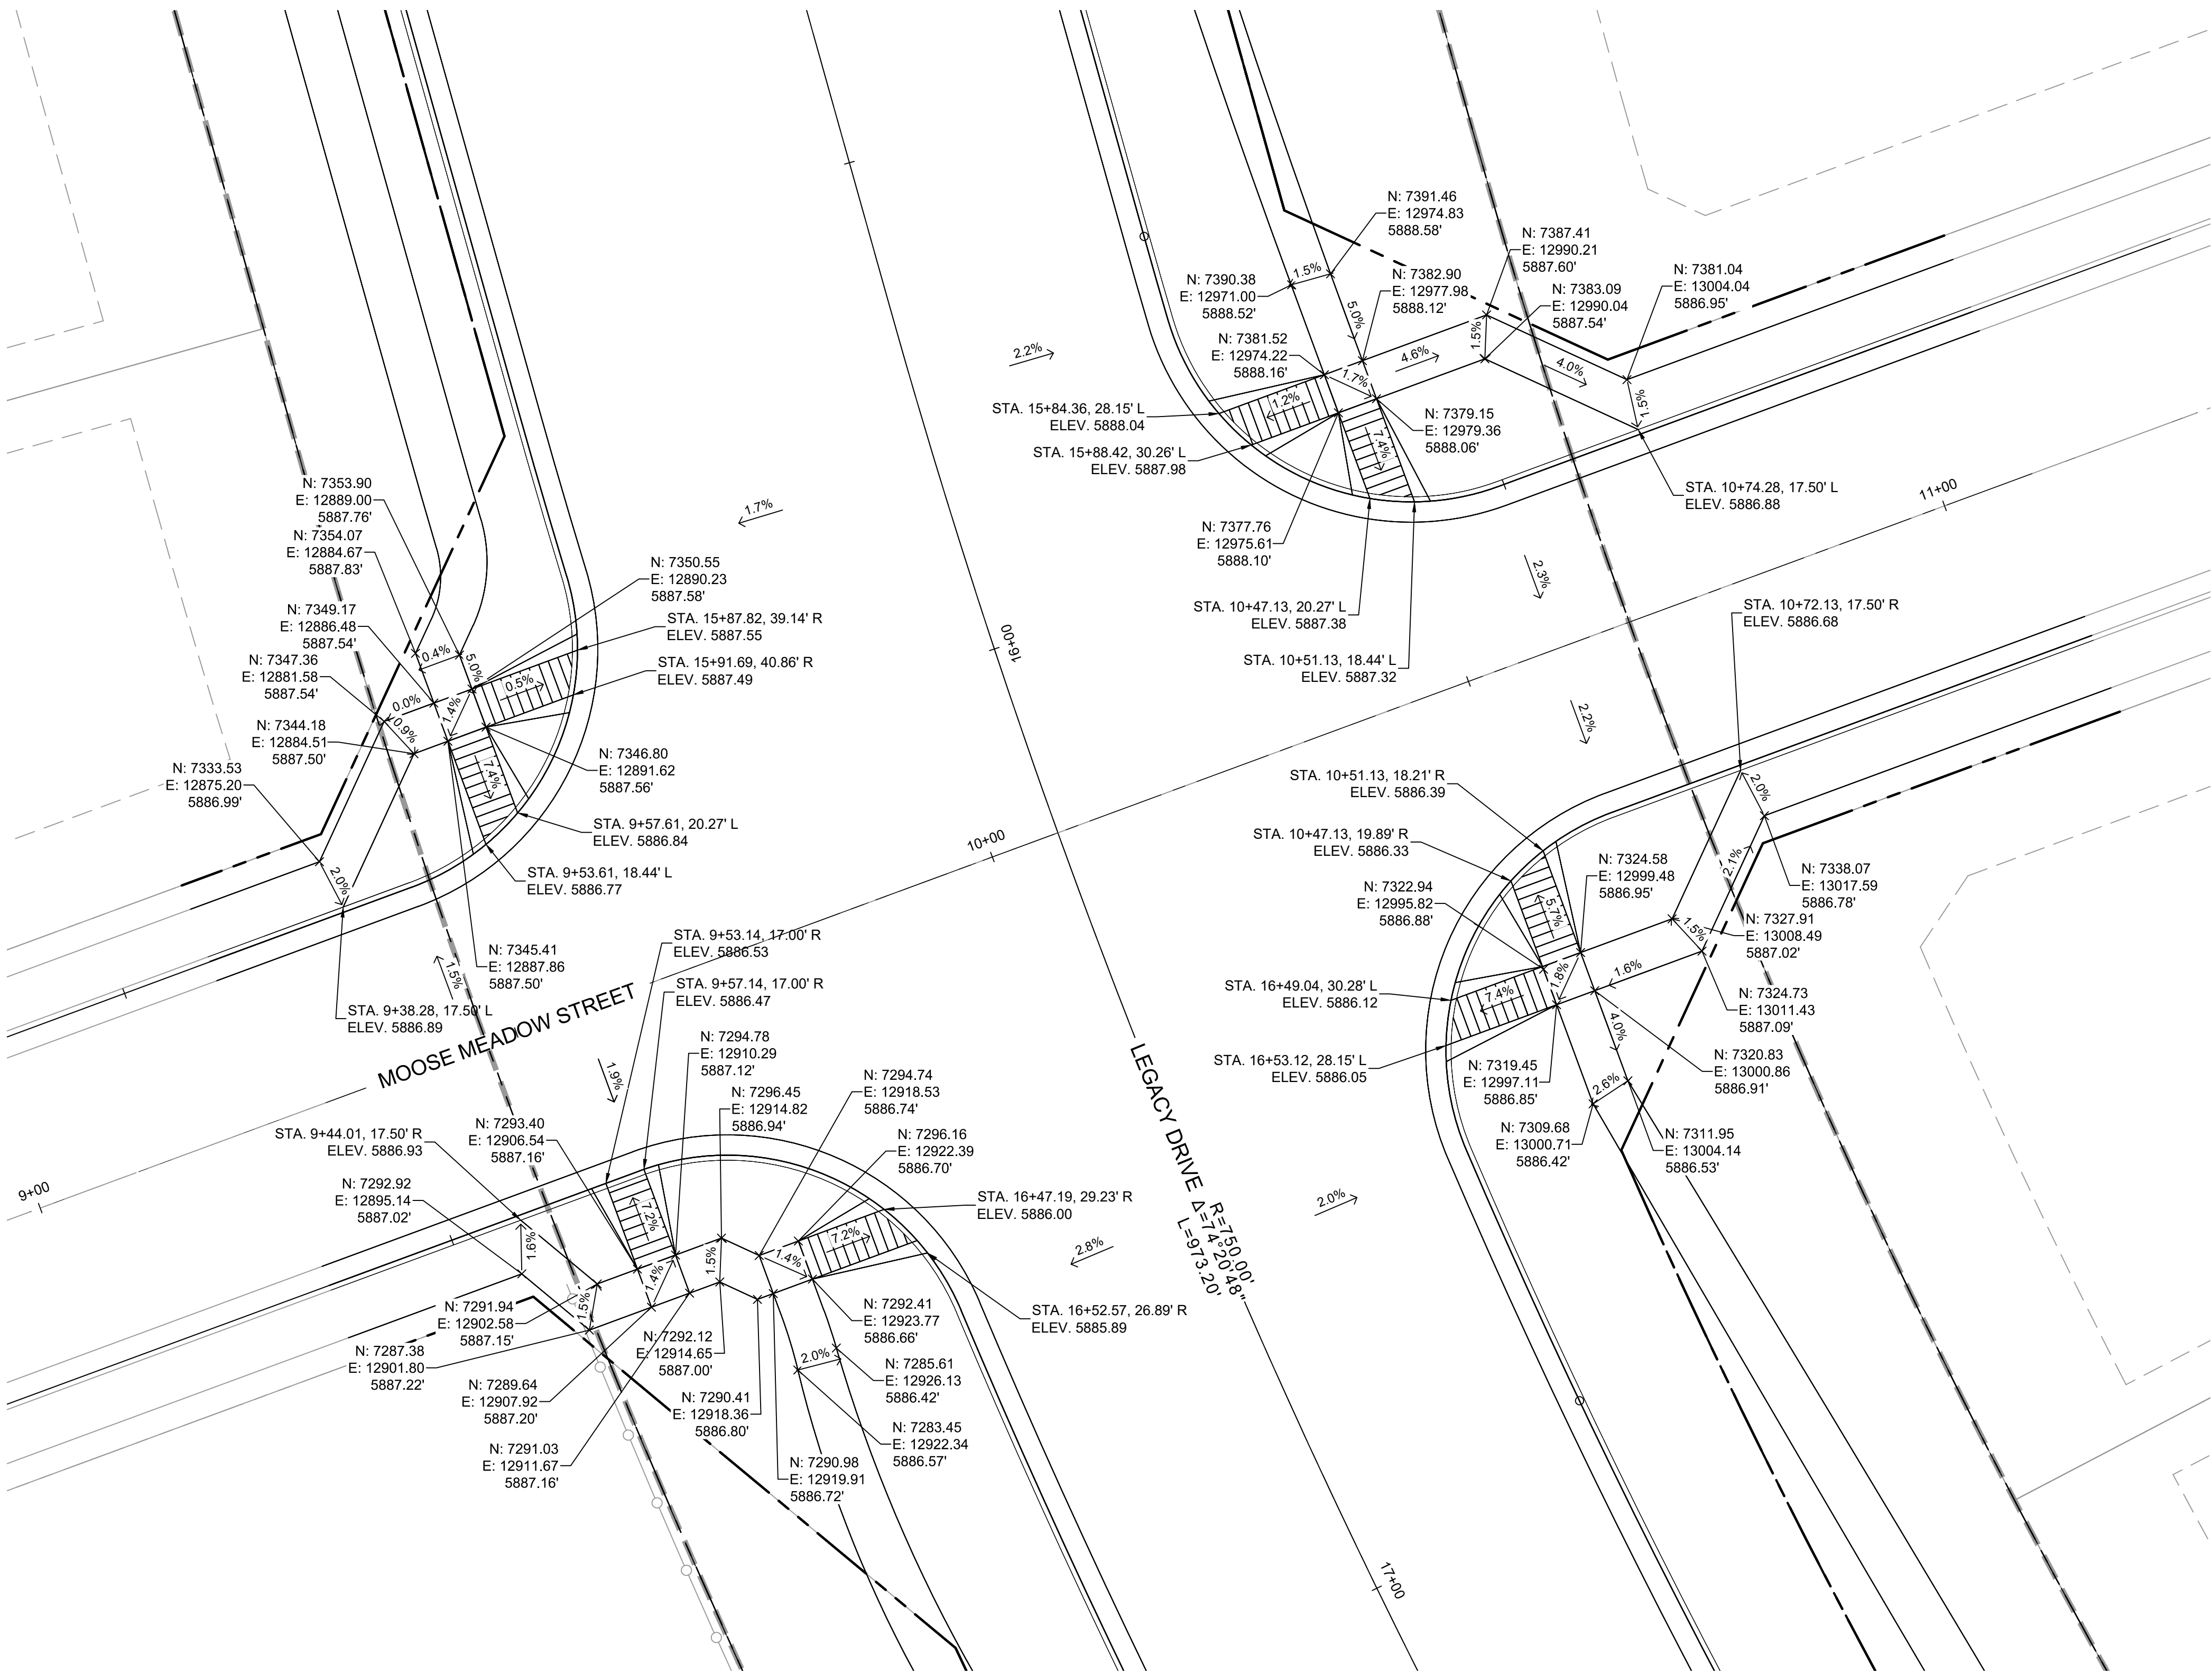 N: 7391.46
E: 12974.83
5888.58'
N: 7387.41
E: 12990.21
5887.60'
N: 7390.38
E: 12971.00
5888.52'
1.5%
N: 7382.90
E: 12977.98
5888.12'
N: 7383.09
E: 12990.04
5887.54'
N: 7381.04
E: 13004.04
5886.95'
N: 7381.52
E: 12974.22
5888.16'
5.0%
1.5%
4.6%
4.0%
1.7%
1.2%
1.5%
7.4%
2.2%
STA. 15+84.36, 28.15' L
ELEV. 5888.04
STA. 15+88.42, 30.26' L
ELEV. 5887.98
N: 7379.15
E: 12979.36
5888.06'
STA. 10+74.28, 17.50' L
ELEV. 5886.88
11+00
N: 7377.76
E: 12975.61
5888.10'
STA. 10+47.13, 20.27' L
ELEV. 5887.38
STA. 10+51.13, 18.44' L
ELEV. 5887.32
2.3%
2.2%
1.7%
N: 7353.90
E: 12889.00
5887.76'
N: 7354.07
E: 12884.67
5887.83'
N: 7349.17
E: 12886.48
5887.54'
N: 7347.36
E: 12881.58
5887.54'
N: 7344.18
E: 12884.51
5887.50'
N: 7333.53
E: 12875.20
5886.99'
N: 7350.55
E: 12890.23
5887.58'
STA. 15+87.82, 39.14' R
ELEV. 5887.55
STA. 15+91.69, 40.86' R
ELEV. 5887.49
0.4%
5.0%
0.5%
0.0%
0.9%
1.4%
7.4%
2.0%
N: 7346.80
E: 12891.62
5887.56'
STA. 9+57.61, 20.27' L
ELEV. 5886.84
STA. 9+53.61, 18.44' L
ELEV. 5886.77
N: 7345.41
E: 12887.86
5887.50'
STA. 9+38.28, 17.50' L
ELEV. 5886.89
1.5%
16+00
10+00
STA. 10+72.13, 17.50' R
ELEV. 5886.68
STA. 10+51.13, 18.21' R
ELEV. 5886.39
STA. 10+47.13, 19.89' R
ELEV. 5886.33
N: 7322.94
E: 12995.82
5886.88'
N: 7324.58
E: 12999.48
5886.95'
2.0%
2.1%
N: 7338.07
E: 13017.59
5886.78'
N: 7327.91
E: 13008.49
5887.02'
1.5%
5.7%
1.8%
1.6%
7.4%
4.0%
2.6%
STA. 16+49.04, 30.28' L
ELEV. 5886.12
STA. 16+53.12, 28.15' L
ELEV. 5886.05
N: 7324.73
E: 13011.43
5887.09'
N: 7320.83
E: 13000.86
5886.91'
N: 7319.45
E: 12997.11
5886.85'
N: 7309.68
E: 13000.71
5886.42'
N: 7311.95
E: 13004.14
5886.53'
2.0%
2.8%
MOOSE MEADOW STREET
LEGACY DRIVE
R=750.00'
Δ=74°20'48"
L=973.20'
17+00
9+00
STA. 9+53.14, 17.00' R
ELEV. 5886.53
STA. 9+57.14, 17.00' R
ELEV. 5886.47
1.9%
N: 7294.78
E: 12910.29
5887.12'
N: 7296.45
E: 12914.82
5886.94'
N: 7294.74
E: 12918.53
5886.74'
N: 7296.16
E: 12922.39
5886.70'
N: 7293.40
E: 12906.54
5887.16'
STA. 9+44.01, 17.50' R
ELEV. 5886.93
N: 7292.92
E: 12895.14
5887.02'
STA. 16+47.19, 29.23' R
ELEV. 5886.00
STA. 16+52.57, 26.89' R
ELEV. 5885.89
1.6%
7.2%
1.4%
1.5%
1.5%
1.4%
7.2%
2.0%
N: 7291.94
E: 12902.58
5887.15'
N: 7287.38
E: 12901.80
5887.22'
N: 7289.64
E: 12907.92
5887.20'
N: 7291.03
E: 12911.67
5887.16'
N: 7292.12
E: 12914.65
5887.00'
N: 7290.41
E: 12918.36
5886.80'
N: 7290.98
E: 12919.91
5886.72'
N: 7292.41
E: 12923.77
5886.66'
N: 7285.61
E: 12926.13
5886.42'
N: 7283.45
E: 12922.34
5886.57'